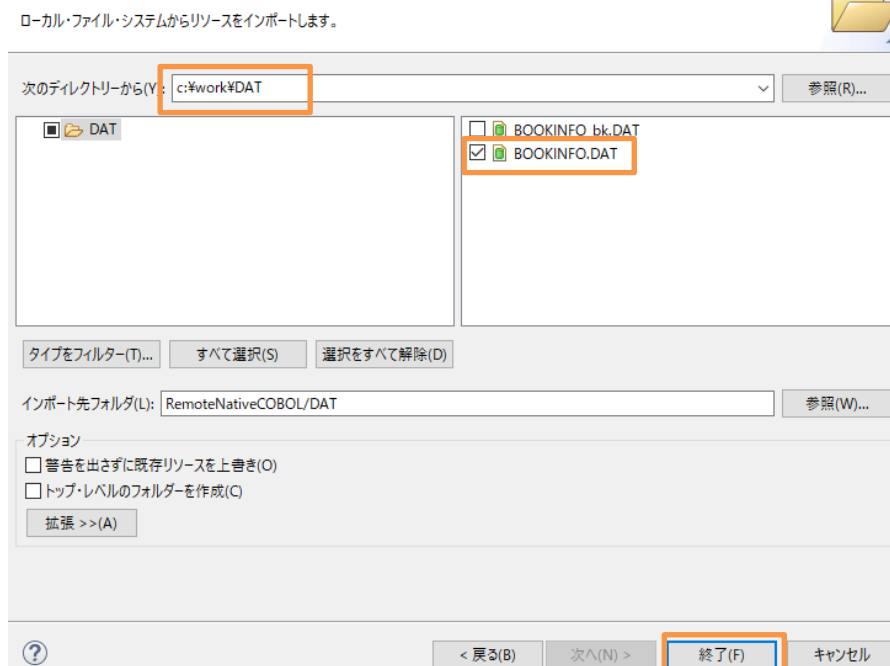 ローカル・ファイル・システムからリソースをインポートします。
次のディレクトリーから(Y): c:¥work¥DAT 参照(R)...
DAT
BOOKINFO_bk.DAT
BOOKINFO.DAT
タイプをフィルター(T)... すべて選択(S) 選択をすべて解除(D)
インポート先フォルダ(L): RemoteNativeCOBOL/DAT 参照(W)...
オプション
警告を出さずに既存リソースを上書き(O)
トップ・レベルのフォルダーを作成(C)
拡張 >>(A)
? < 戻る(B) 次へ(N) > 終了(F) キャンセル